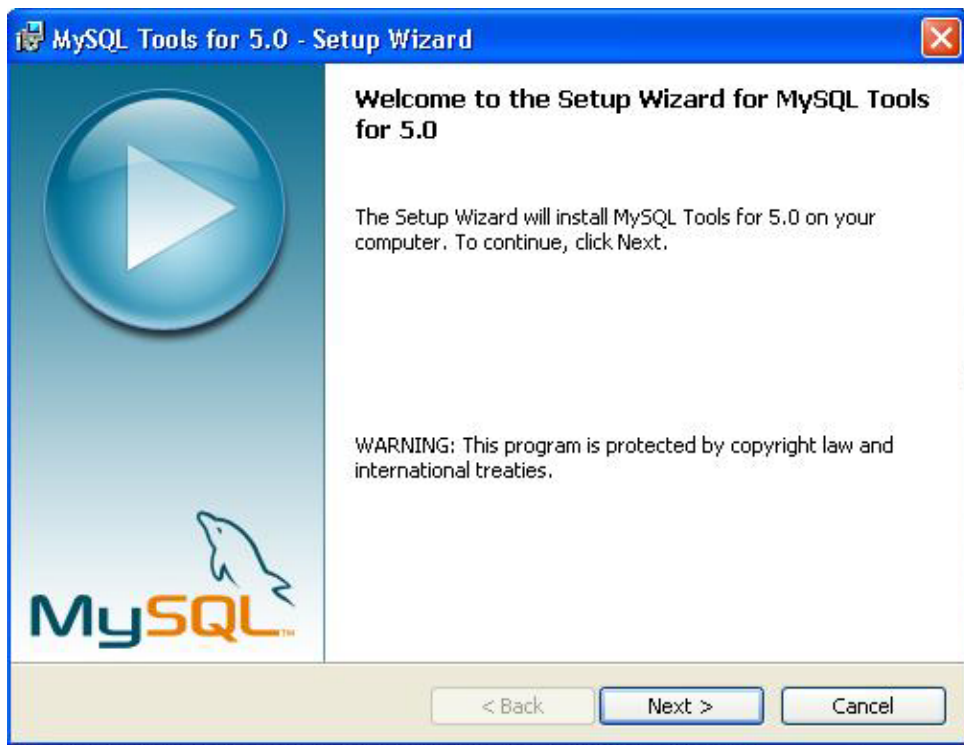 MySQL Tools for 5.0 - Setup Wizard
Welcome to the Setup Wizard for MySQL Tools
for 5.0
The Setup Wizard will install MySQL Tools for 5.0 on your
computer. To continue, click Next.
WARNING: This program is protected by copyright law and
international treaties.
MySQL™
< Back
Next >
Cancel